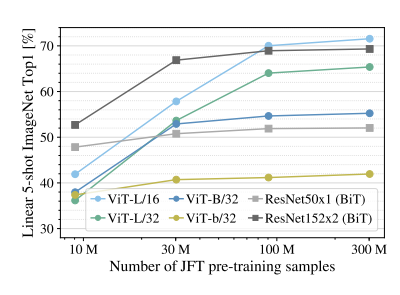 Linear 5-shot ImageNet Top1 [%]
70
60
50
40
30
ViT-L/16 ViT-B/32 ResNet50x1 (BiT)
ViT-L/32 ViT-b/32 ResNet152x2 (BiT)
10 M 30 M 100 M 300 M
Number of JFT pre-training samples